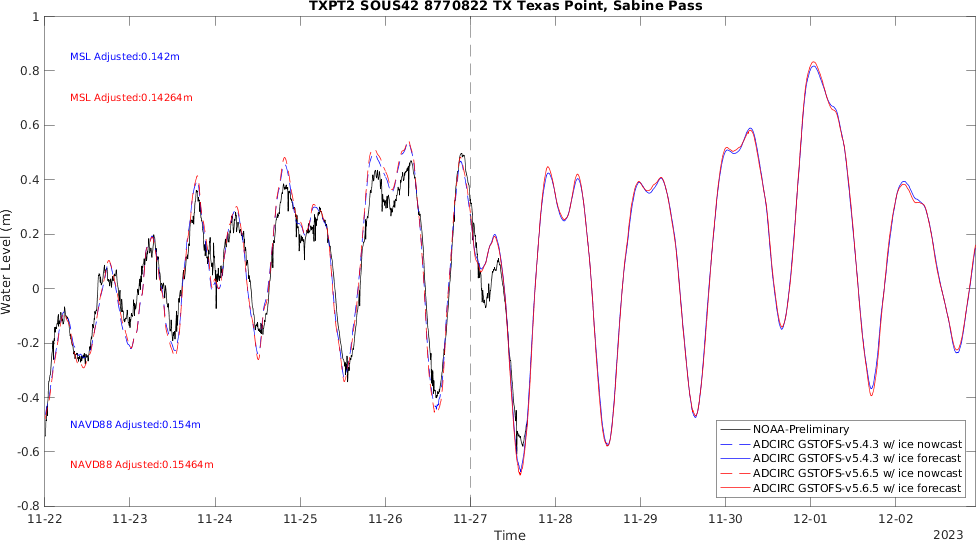 TXPT2 SOUS42 8770822 TX Texas Point, Sabine Pass
1
0.8
0.6
0.4
0.2
0
-0.2
-0.4
-0.6
-0.8
Water Level (m)
MSL Adjusted:0.142m
MSL Adjusted:0.14264m
NAVD88 Adjusted:0.154m
NAVD88 Adjusted:0.15464m
NOAA-Preliminary
ADCIRC GSTOFS-v5.4.3 w/ ice nowcast
ADCIRC GSTOFS-v5.4.3 w/ ice forecast
ADCIRC GSTOFS-v5.6.5 w/ ice nowcast
ADCIRC GSTOFS-v5.6.5 w/ ice forecast
11-22 11-23 11-24 11-25 11-26 11-27 11-28 11-29 11-30 12-01 12-02
Time
2023